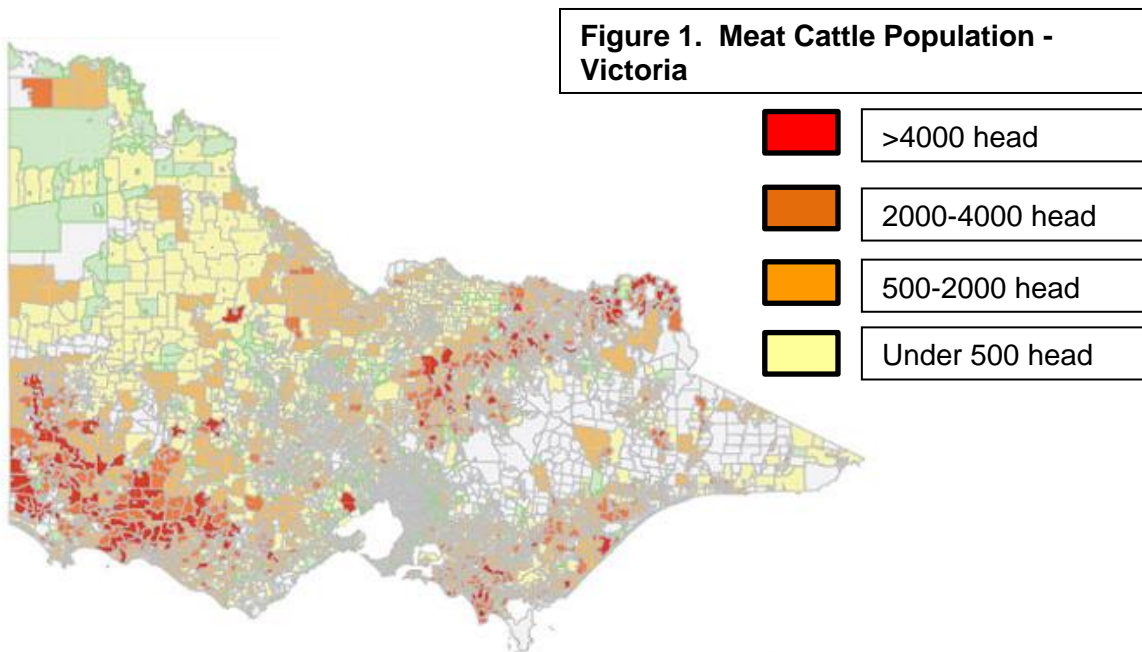 Figure 1.  Meat Cattle Population -
Victoria
>4000 head
2000-4000 head
500-2000 head
Under 500 head